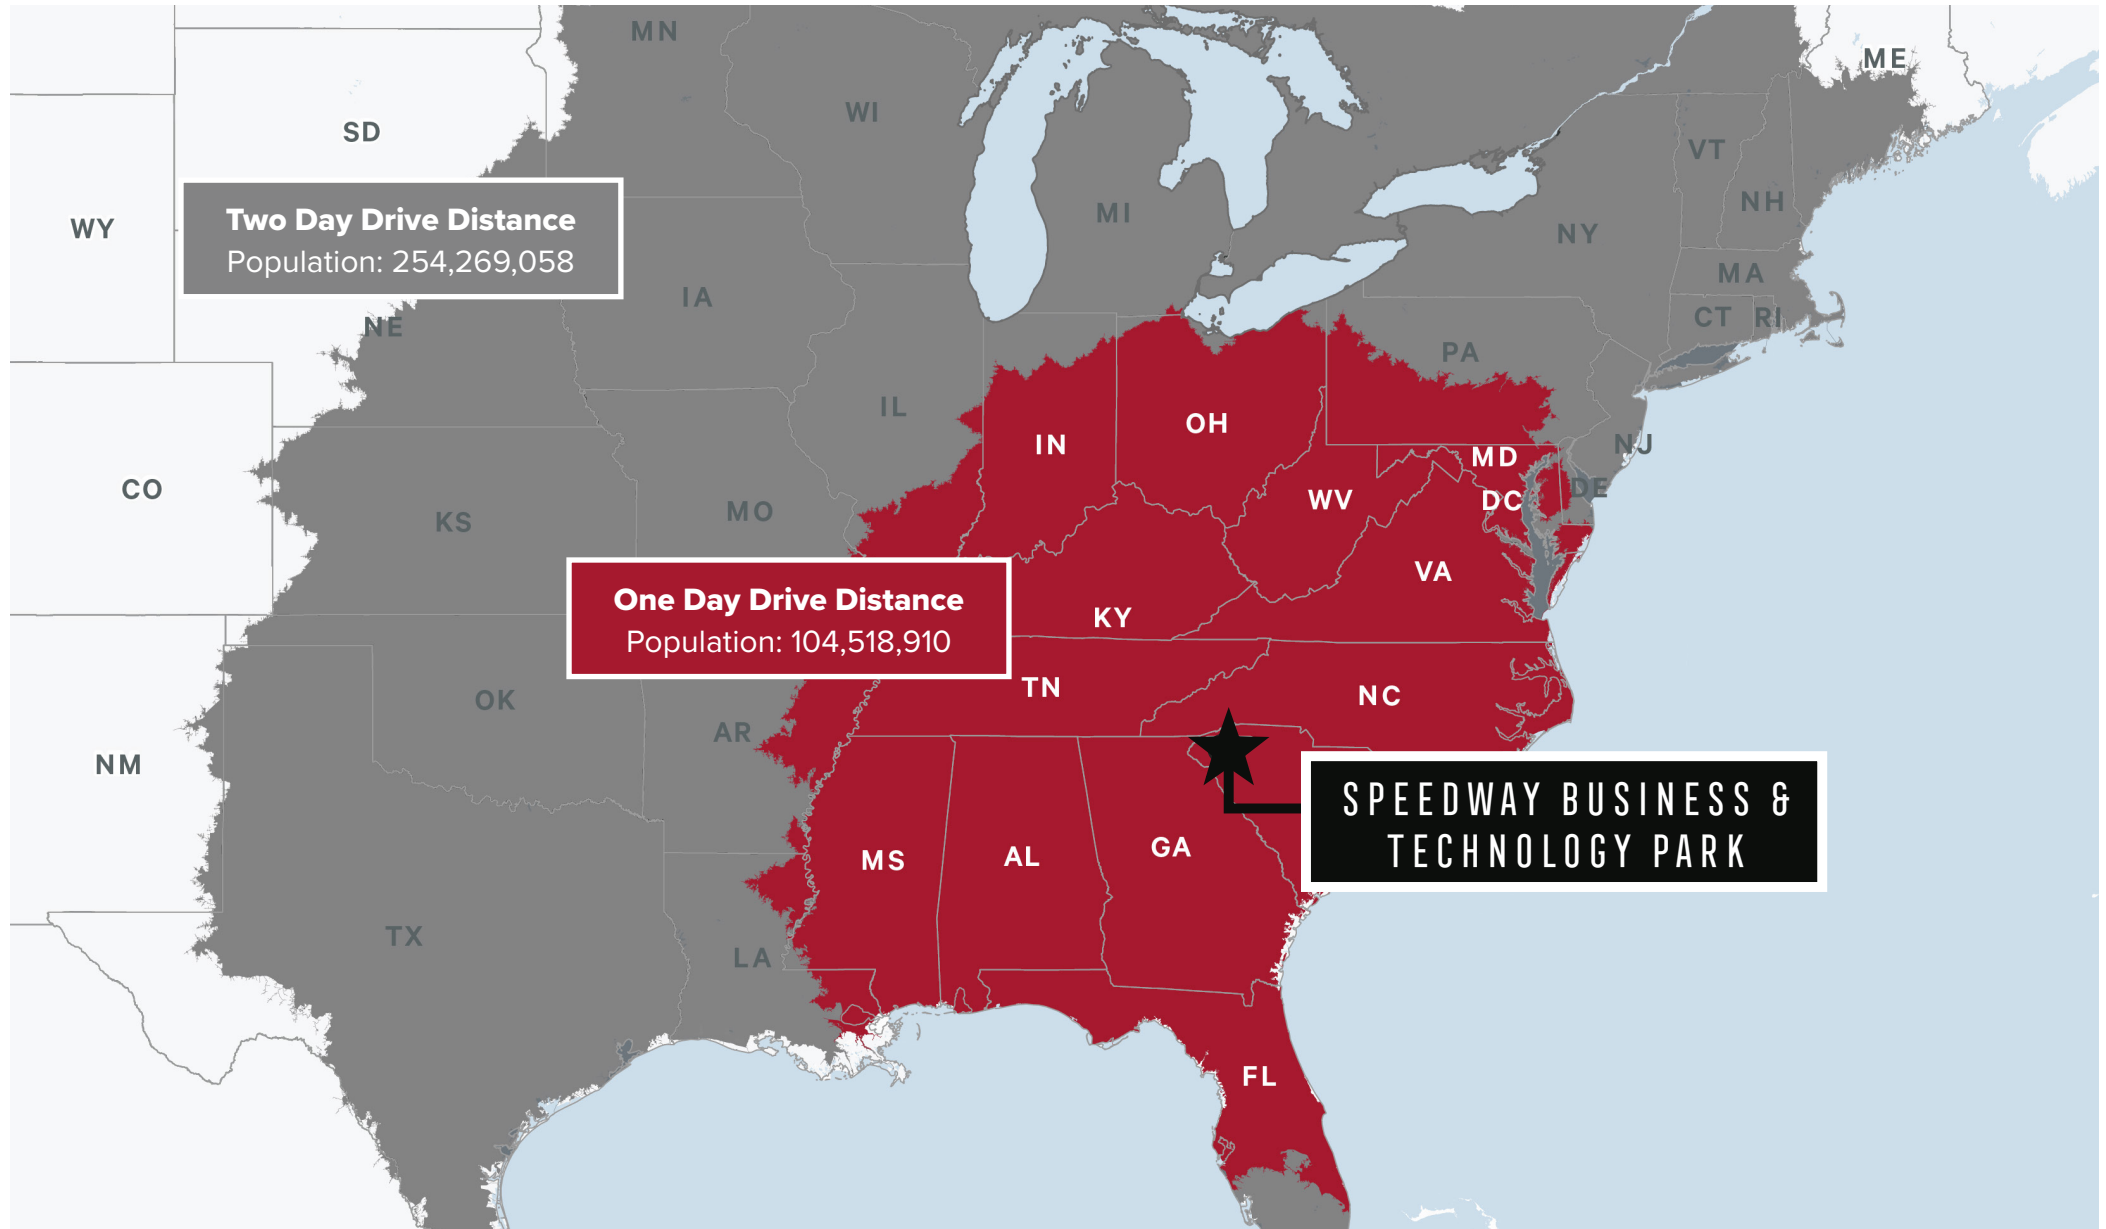 MN
ME
WI
SD
VT
NH
MI
WY
NY
Two Day Drive Distance
Population: 254,269,058
MA
IA
CT RI
NE
PA
IL
OH
IN
NJ
MD
CO
DE
WV
DC
MO
KS
VA
One Day Drive Distance
Population: 104,518,910
KY
TN
NC
OK
AR
NM
SPEEDWAY BUSINESS &
TECHNOLOGY PARK
GA
AL
MS
TX
LA
FL